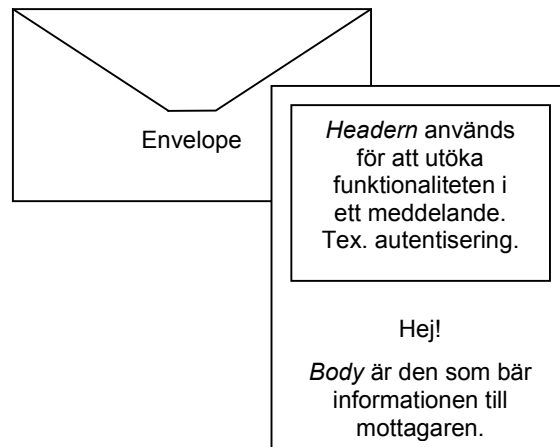 Envelope
Headern används
för att utöka
funktionaliteten i
ett meddelande.
Tex. autentisering.
Hej!
Body är den som bär
informationen till
mottagaren.